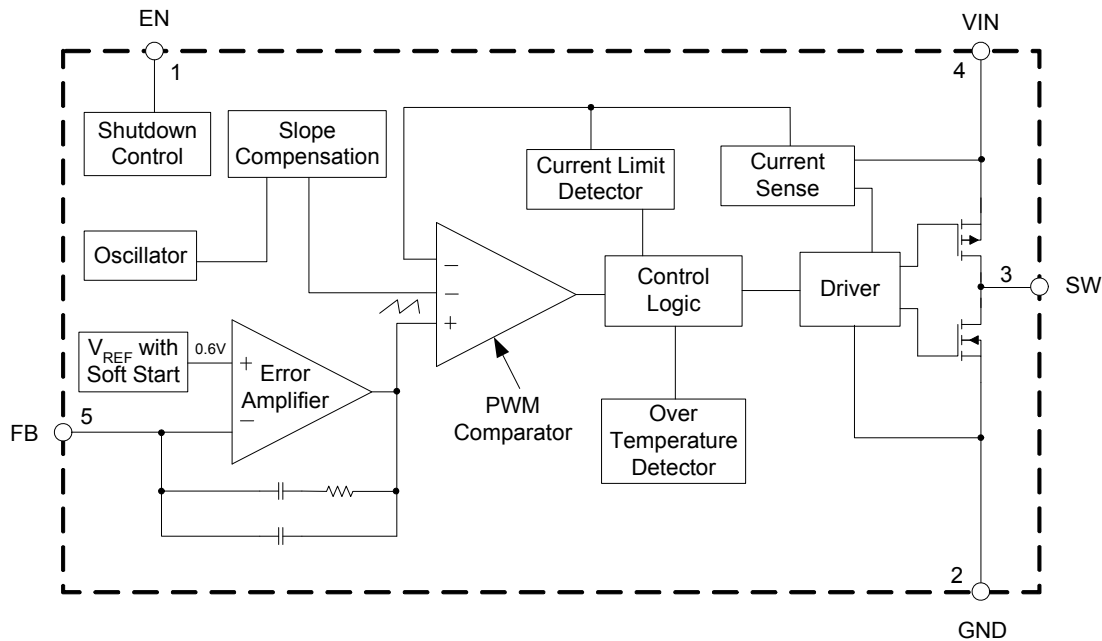 EN
VIN
1
4
Shutdown
Control
Slope
Compensation
Current Limit
Detector
Current
Sense
Oscillator
−
−
+
Control
Logic
Driver
3
SW
V_REF with
Soft Start
0.6V
+
Error
Amplifier
−
PWM
Comparator
Over
Temperature
Detector
5
FB
2
GND